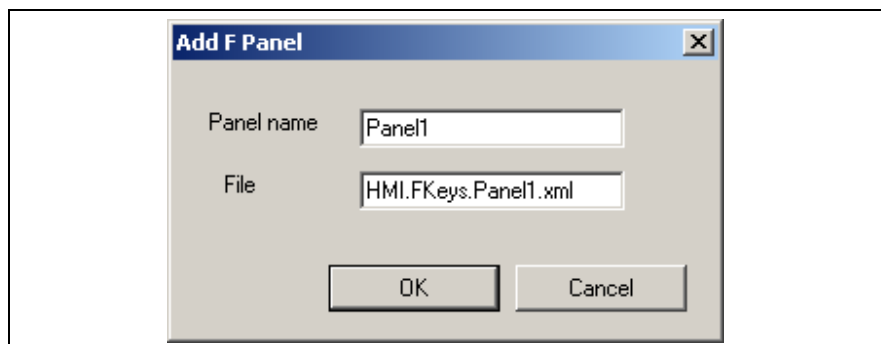 Add F Panel
Panel name Panel1
File HMI.FKeys.Panel1.xml
OK Cancel